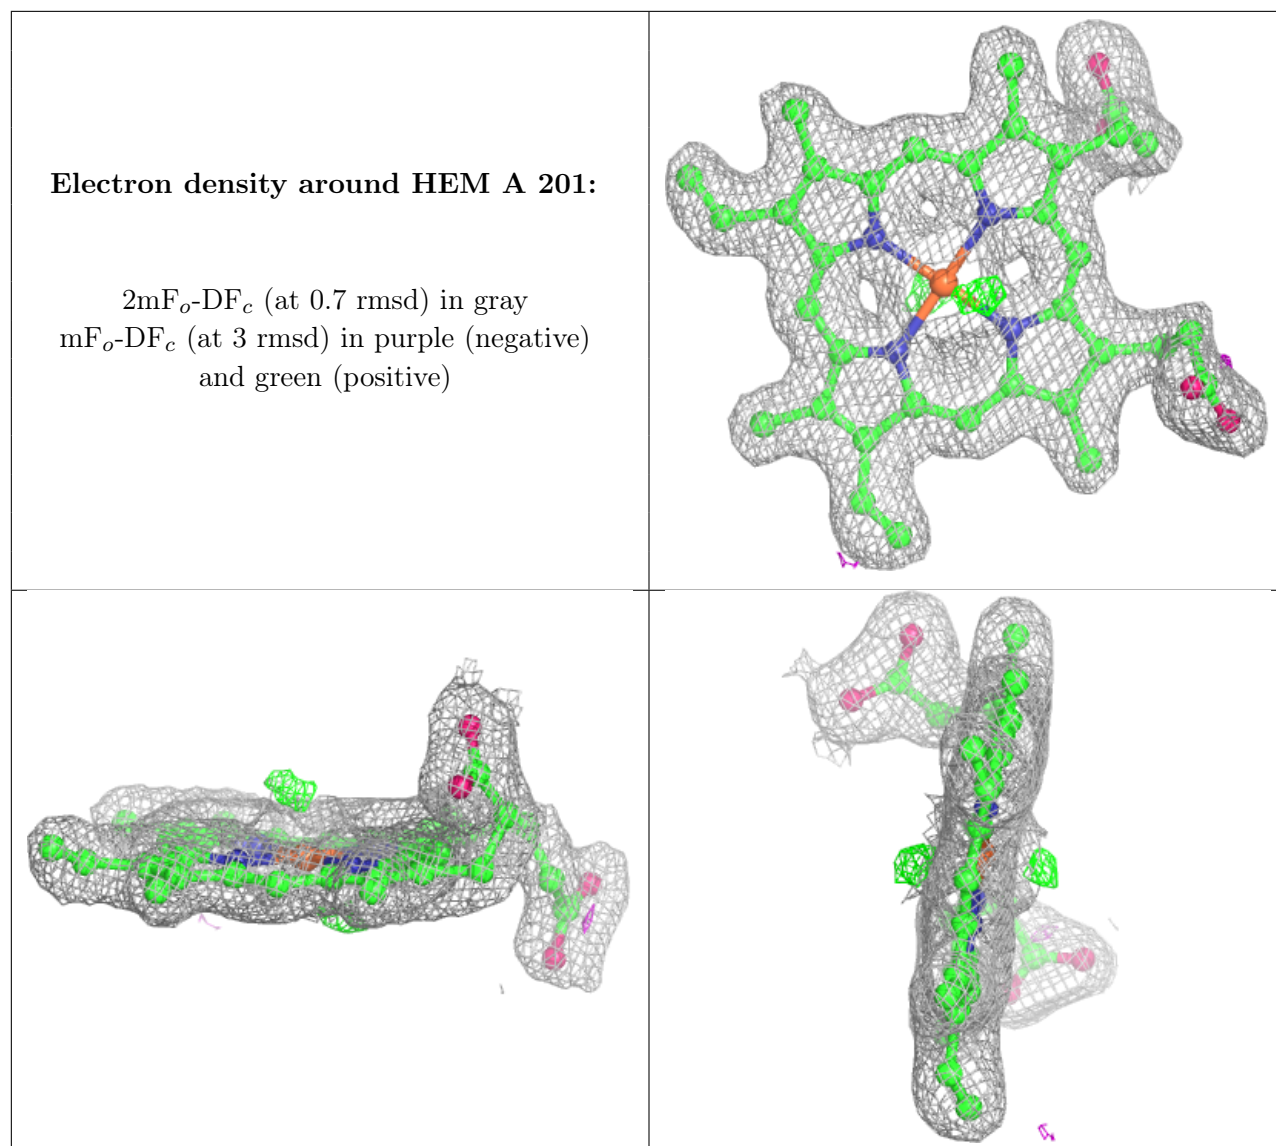 Electron density around HEM A 201:
2mFₒ-DF𝒸 (at 0.7 rmsd) in gray
mFₒ-DF𝒸 (at 3 rmsd) in purple (negative)
and green (positive)